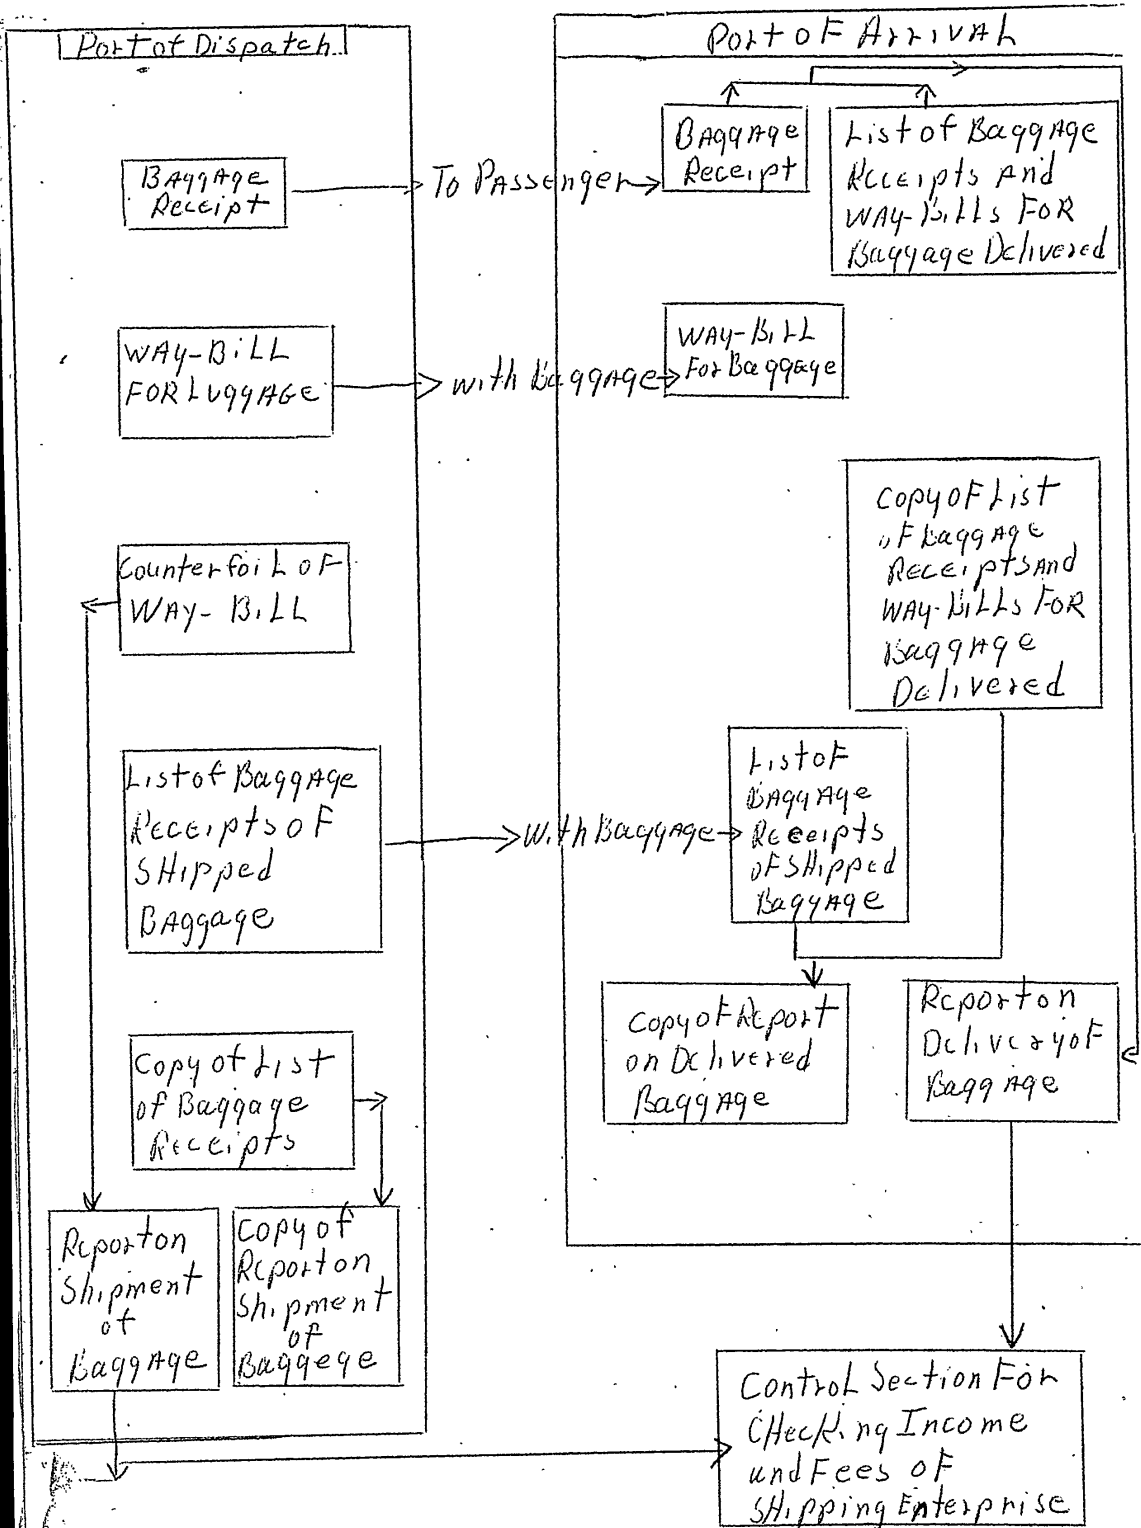 Port of Dispatch
Port of Arrival
Baggage
Receipt
To Passenger
Baggage
Receipt
List of Baggage
Receipts And
Way-Bills For
Baggage Delivered
Way-Bill
For Luggage
With Baggage
Way-Bill
For Baggage
Counterfoil of
Way-Bill
Copy of List
of Baggage
Receipts And
Way-Bills For
Baggage
Delivered
List of Baggage
Receipts of
Shipped
Baggage
With Baggage
List of
Baggage
Receipts
of Shipped
Baggage
Copy of List
of Baggage
Receipts
Copy of Report
on Delivered
Baggage
Report on
Delivery of
Baggage
Report on
Shipment
of
Baggage
Copy of
Report on
Shipment
of
Baggege
Control Section For
Checking Income
and Fees of
Shipping Enterprise